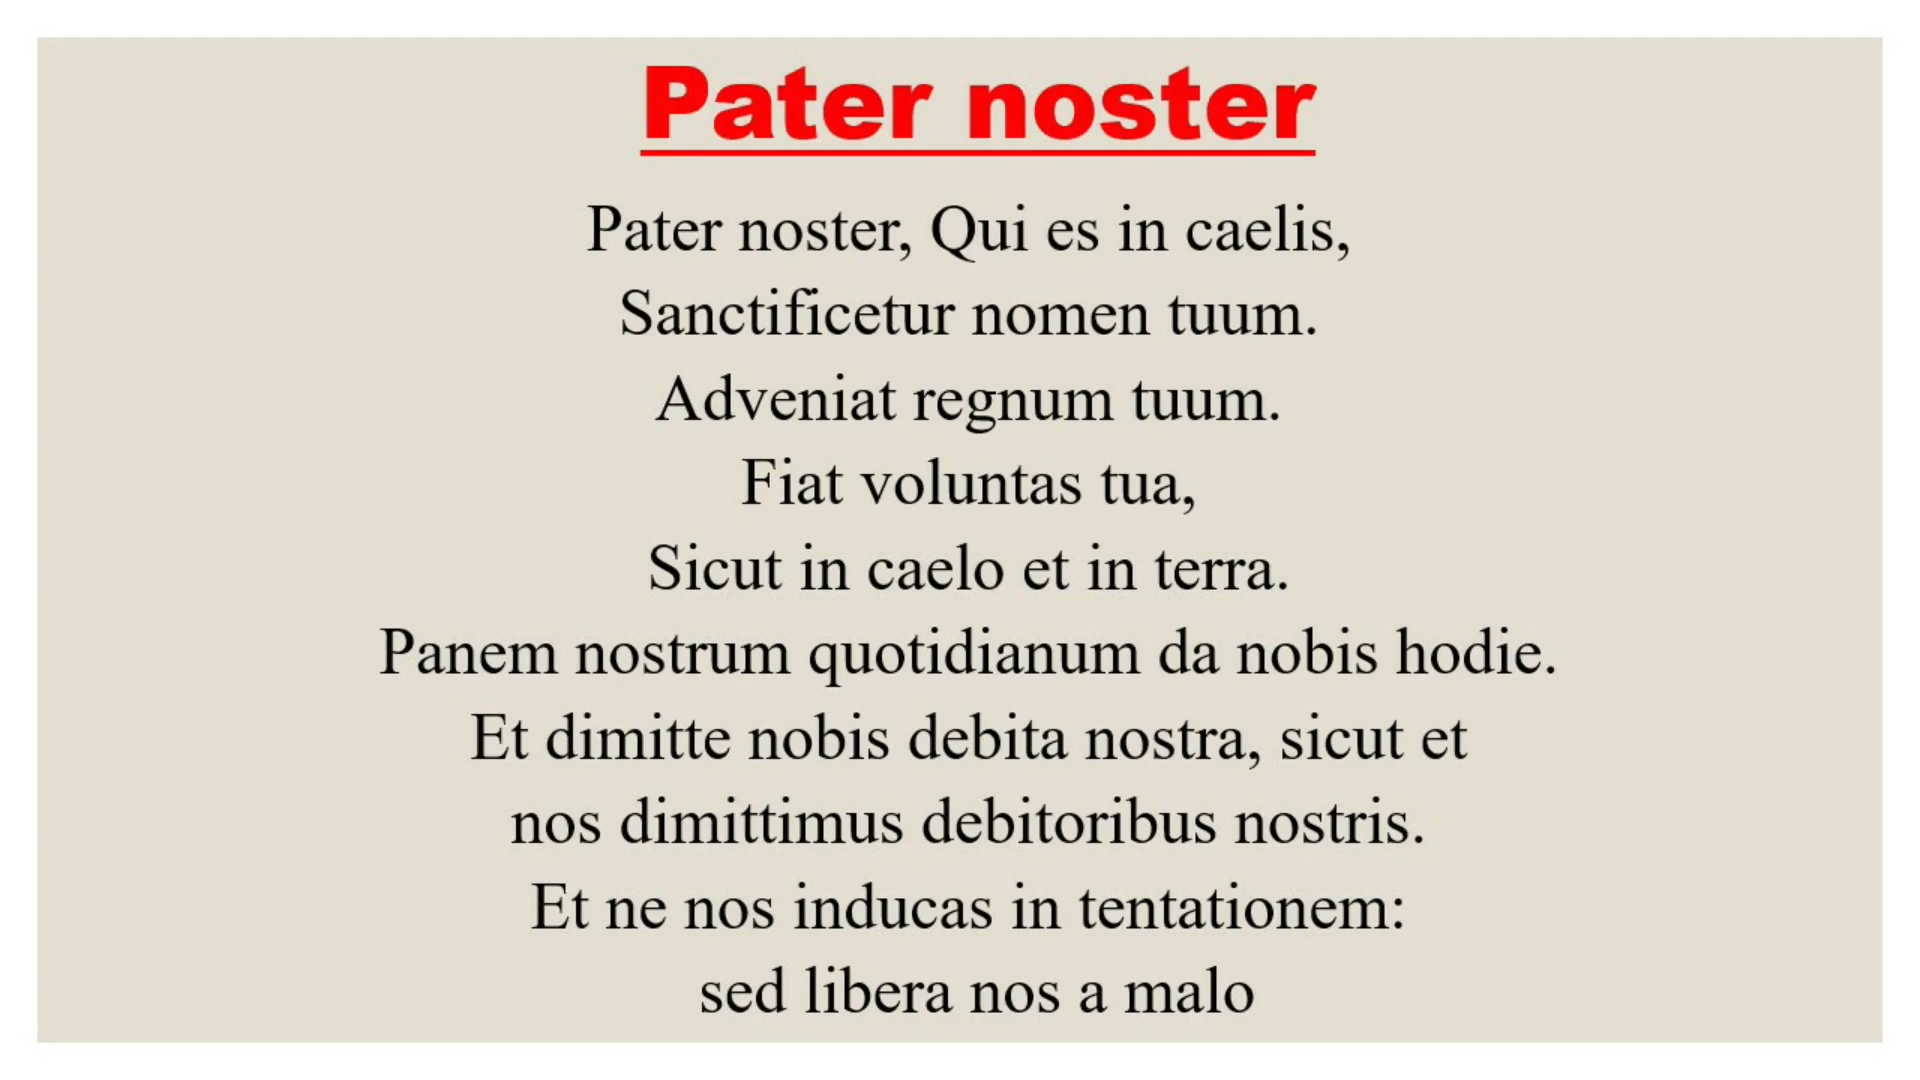 Pater noster
Pater noster, Qui es in caelis,
Sanctificetur nomen tuum.
Adveniat regnum tuum.
Fiat voluntas tua,
Sicut in caelo et in terra.
Panem nostrum quotidianum da nobis hodie.
Et dimitte nobis debita nostra, sicut et
nos dimittimus debitoribus nostris.
Et ne nos inducas in tentationem:
sed libera nos a malo